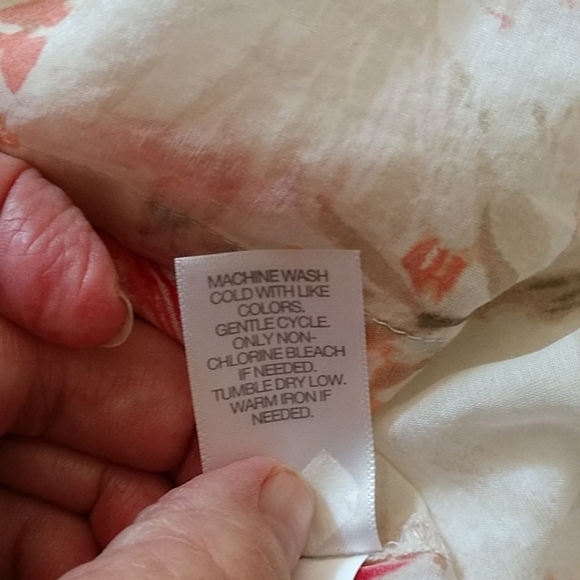 MACHINE WASH
COLD WITH LIKE
COLORS.
GENTLE CYCLE.
ONLY NON-
CHLORINE BLEACH
IF NEEDED.
TUMBLE DRY LOW.
WARM IRON IF
NEEDED.